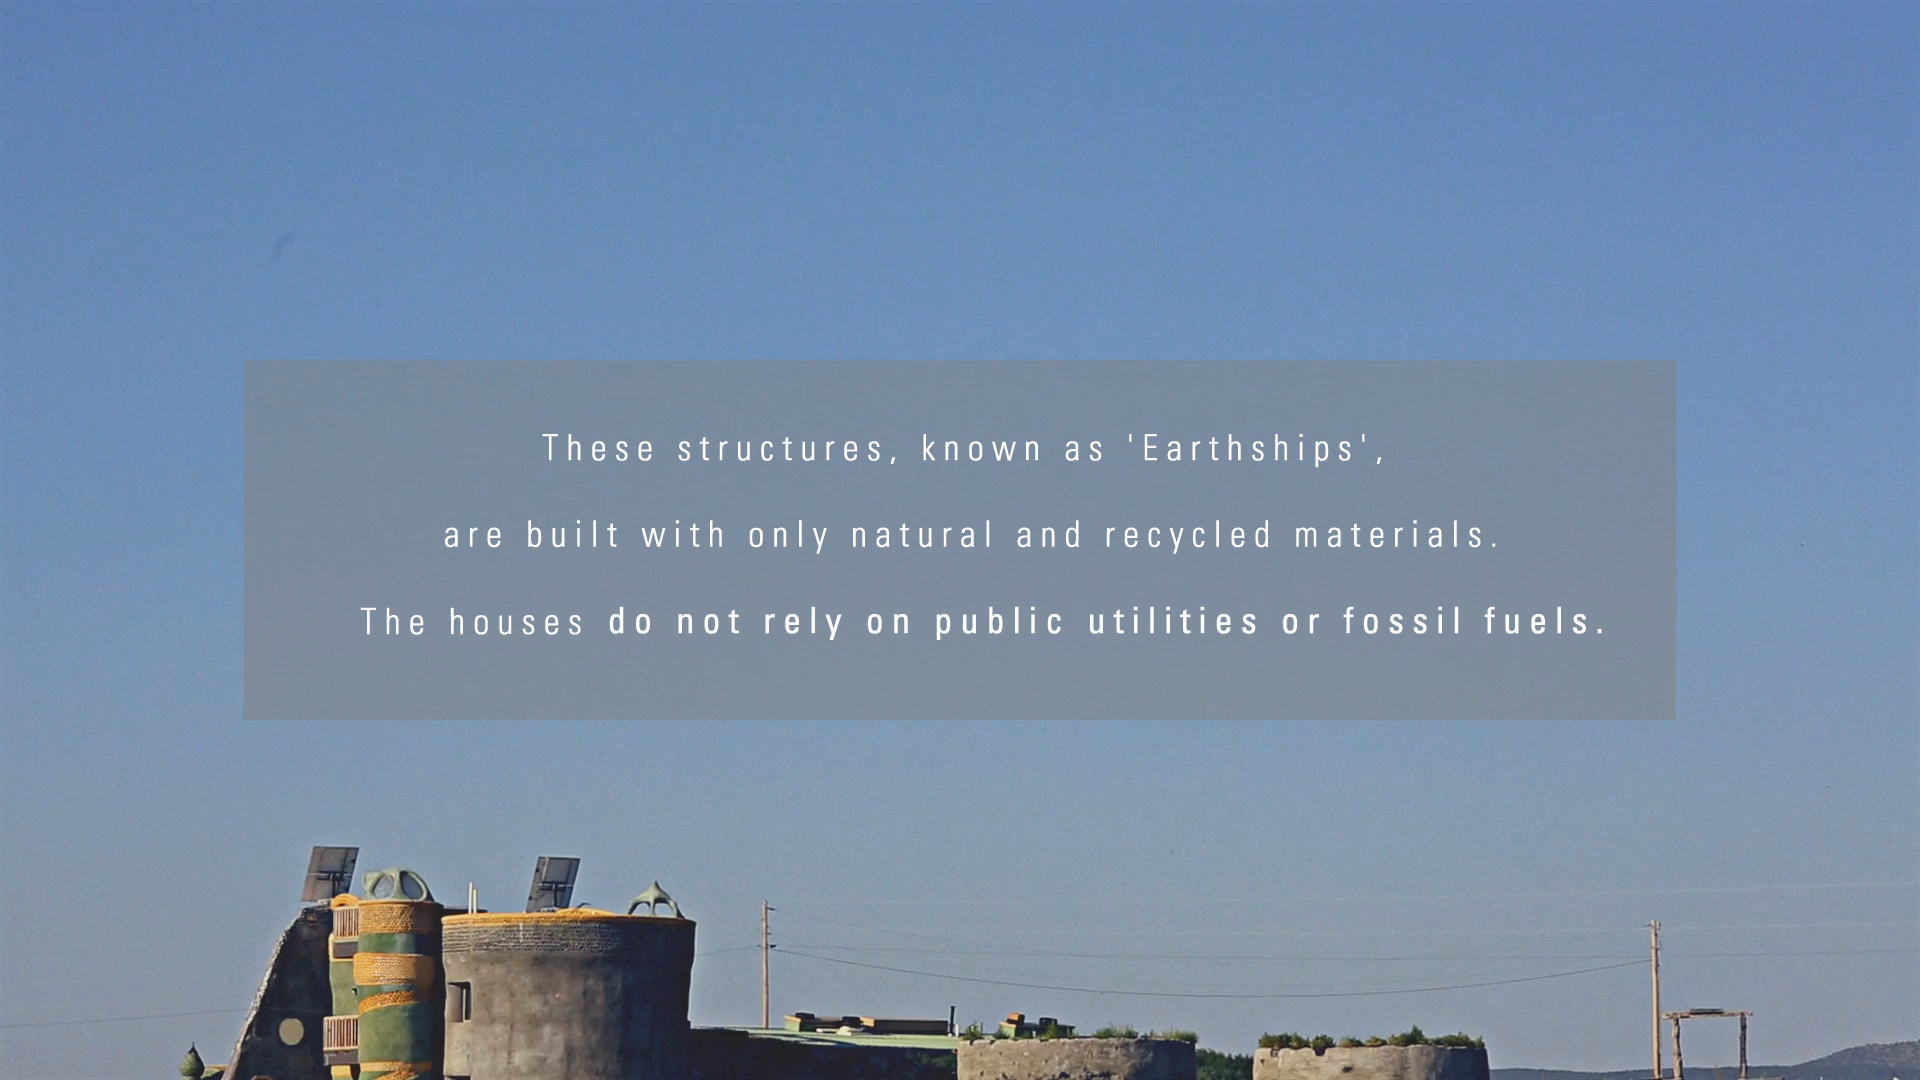 These structures, known as 'Earthships',
are built with only natural and recycled materials.
The houses do not rely on public utilities or fossil fuels.